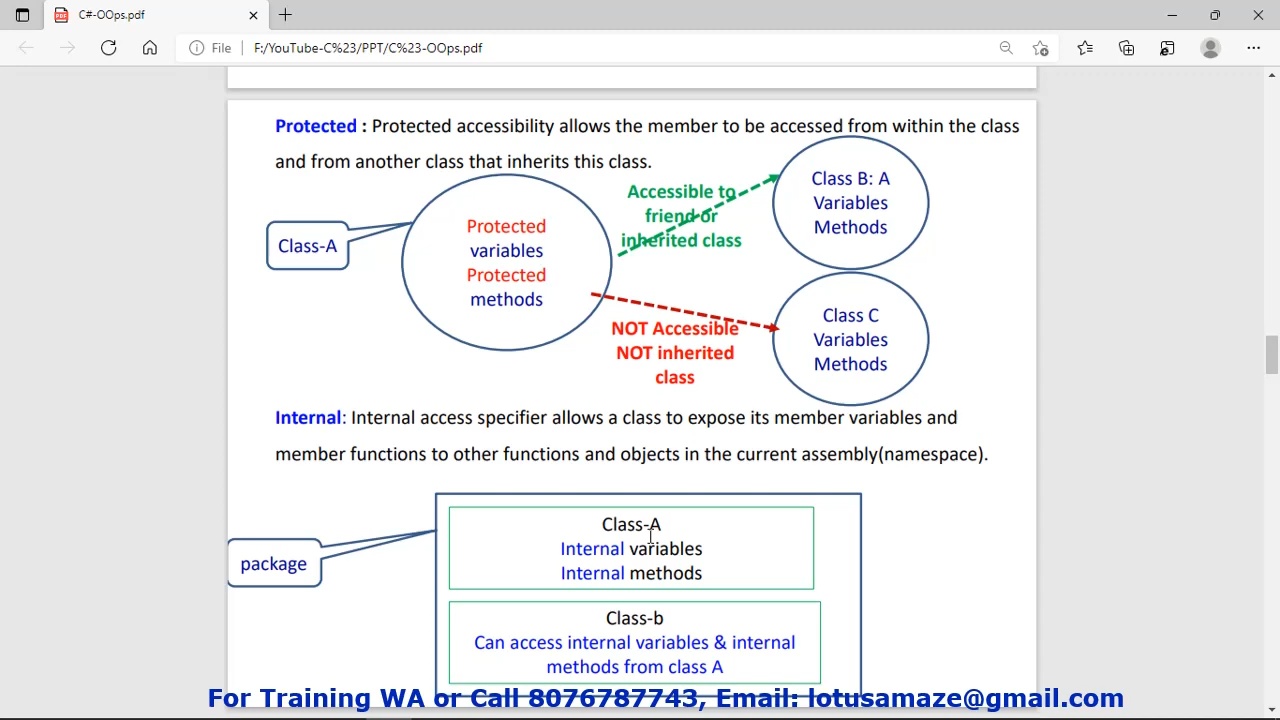 C#-OOps.pdf
File
F:/YouTube-C%23/PPT/C%23-OOps.pdf
Protected : Protected accessibility allows the member to be accessed from within the class
and from another class that inherits this class.
Class-A
Protected
variables
Protected
methods
Accessible to
friend or
inherited class
Class B: A
Variables
Methods
NOT Accessible
NOT inherited
class
Class C
Variables
Methods
Internal: Internal access specifier allows a class to expose its member variables and
member functions to other functions and objects in the current assembly(namespace).
package
Class-A
Internal variables
Internal methods
Class-b
Can access internal variables & internal
methods from class A
For Training WA or Call 8076787743, Email: lotusamaze@gmail.com